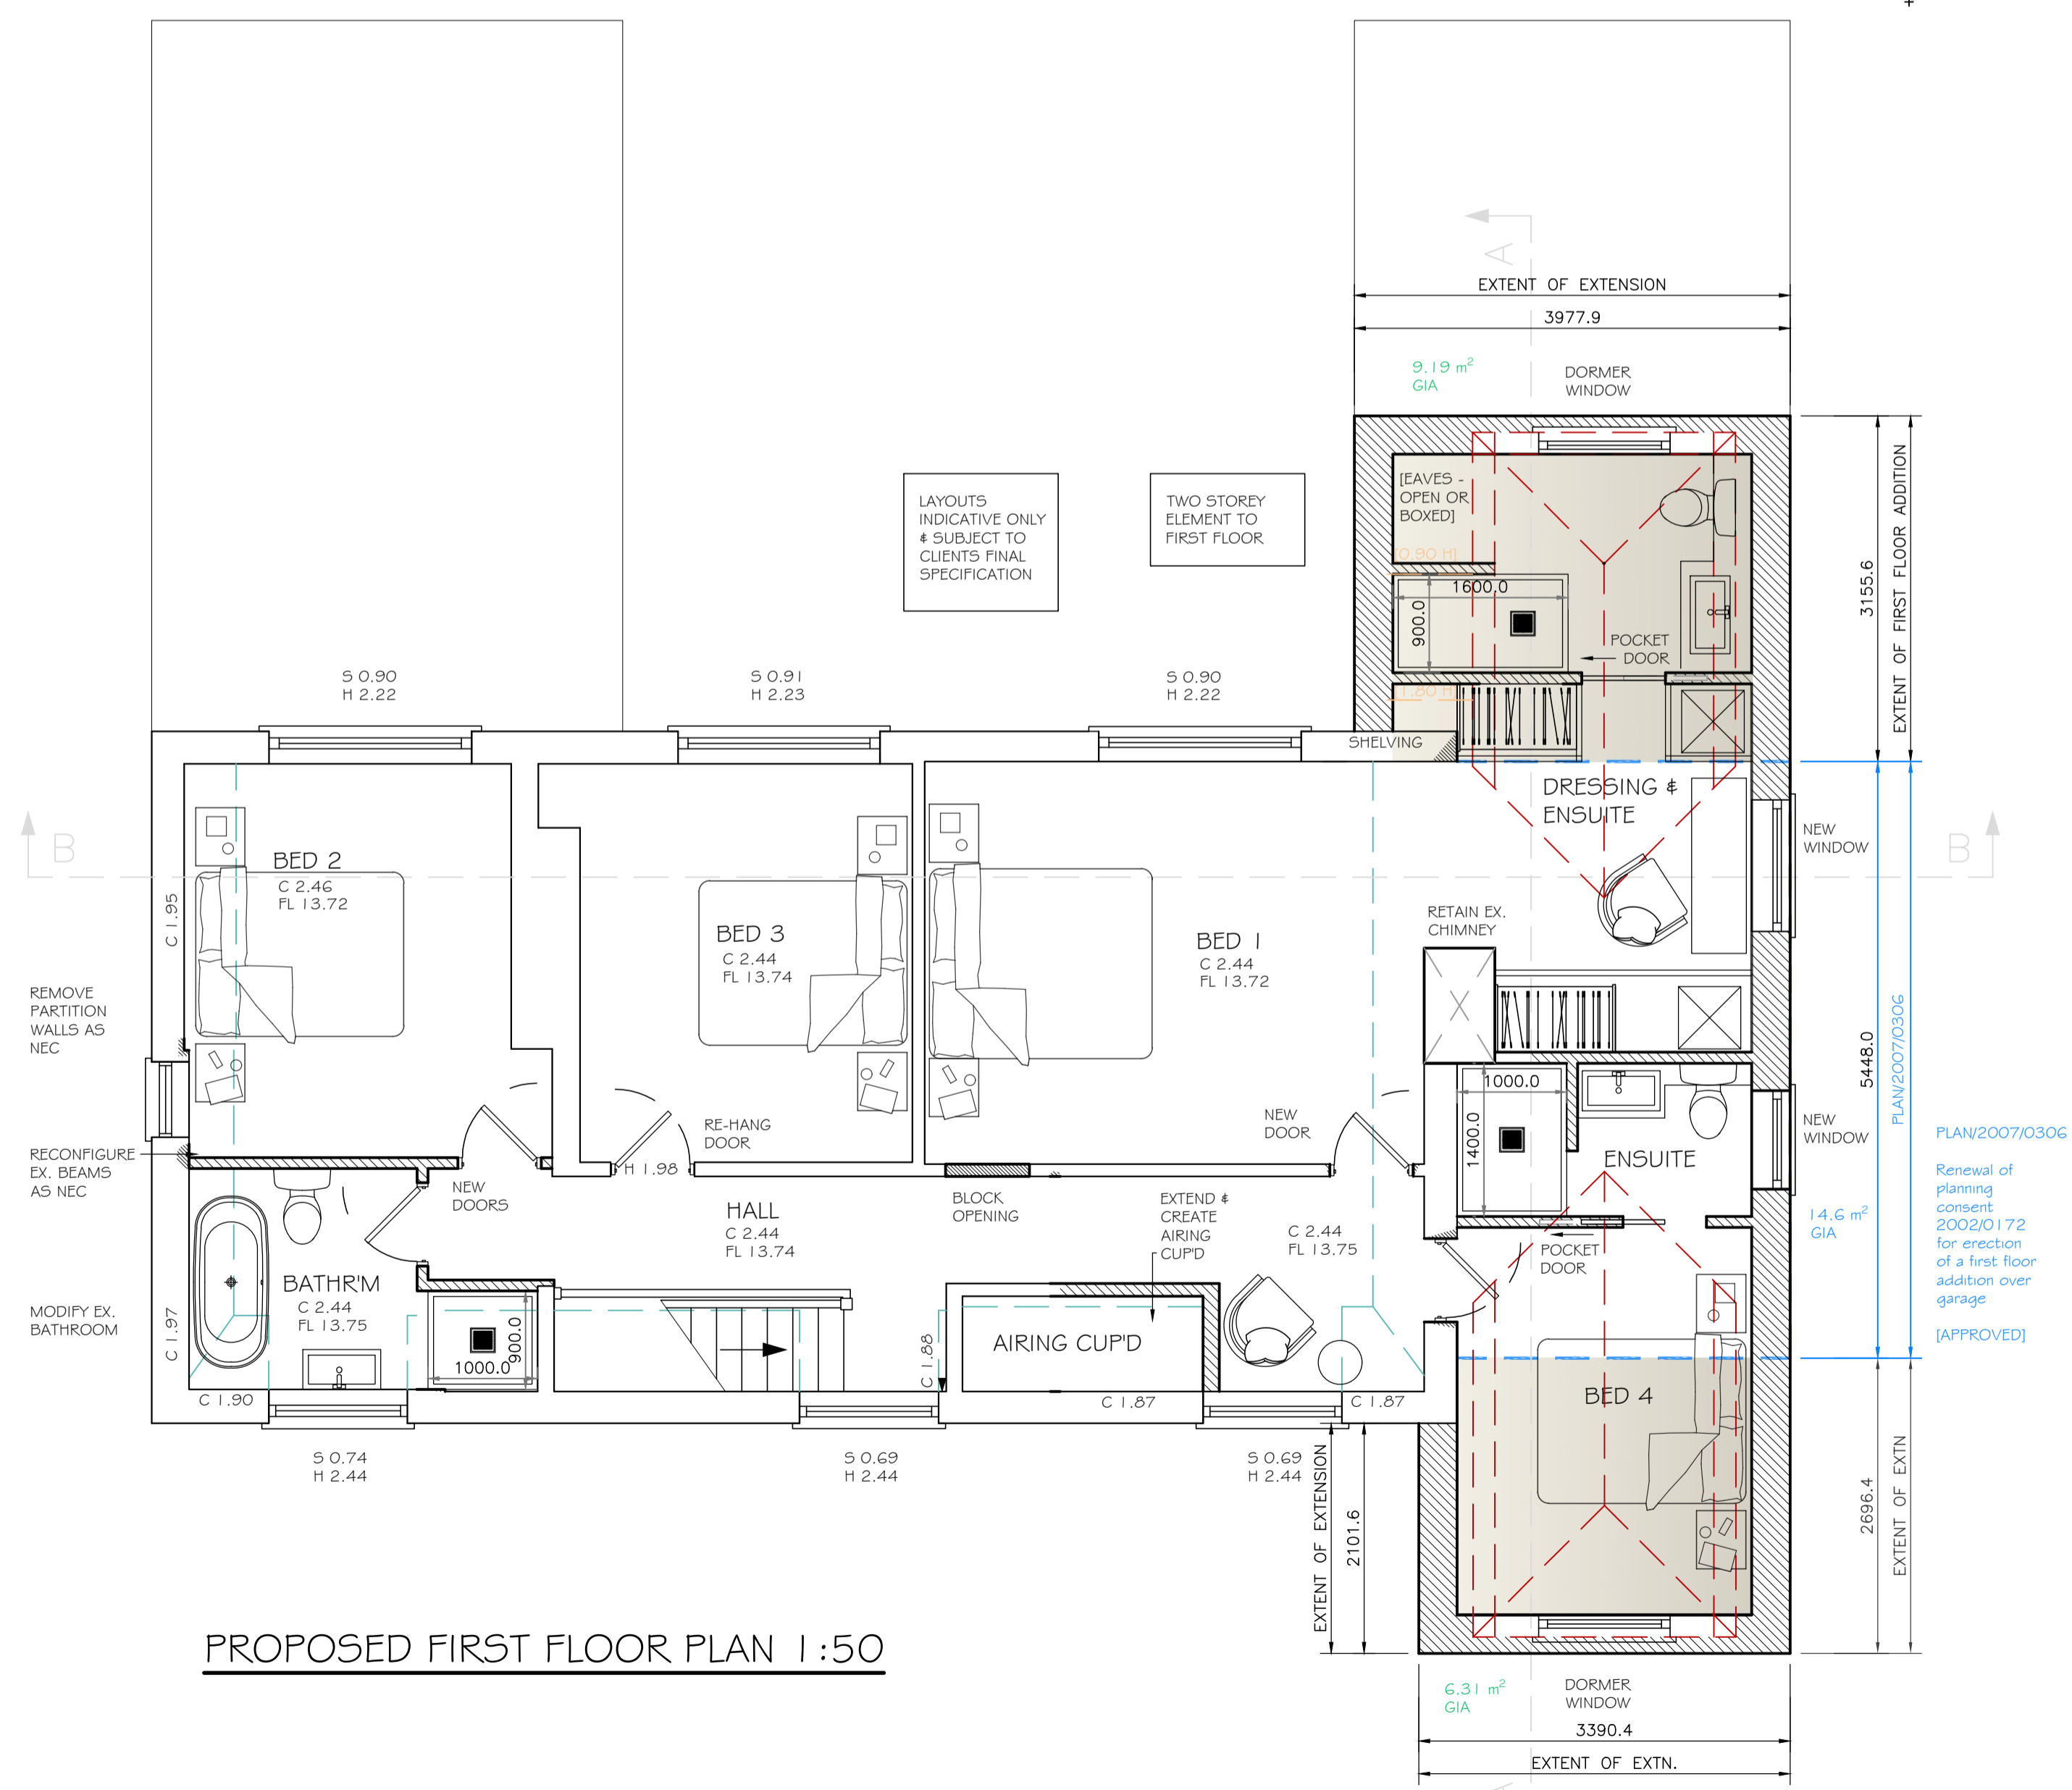 A
EXTENT OF EXTENSION
3977.9
9.19 m²
GIA
DORMER
WINDOW
[EAVES -
OPEN OR
BOXED]
[0.90 H]
1600.0
900.0
POCKET
DOOR
1.80 H]
SHELVING
3155.6
EXTENT OF FIRST FLOOR ADDITION
LAYOUTS
INDICATIVE ONLY
& SUBJECT TO
CLIENTS FINAL
SPECIFICATION
TWO STOREY
ELEMENT TO
FIRST FLOOR
S 0.90
H 2.22
S 0.91
H 2.23
S 0.90
H 2.22
DRESSING &
ENSUITE
NEW
WINDOW
B
B
BED 2
C 2.46
FL 13.72
C 1.95
BED 3
C 2.44
FL 13.74
BED 1
C 2.44
FL 13.72
RETAIN EX.
CHIMNEY
REMOVE
PARTITION
WALLS AS
NEC
5448.0
PLAN/2007/0306
1000.0
1400.0
NEW
WINDOW
ENSUITE
RE-HANG
DOOR
H 1.98
NEW
DOOR
RECONFIGURE
EX. BEAMS
AS NEC
NEW
DOORS
HALL
C 2.44
FL 13.74
BLOCK
OPENING
EXTEND &
CREATE
AIRING
CUP'D
C 2.44
FL 13.75
POCKET
DOOR
14.6 m²
GIA
PLAN/2007/0306
Renewal of
planning
consent
2002/0172
for erection
of a first floor
addition over
garage
[APPROVED]
BATHR'M
C 2.44
FL 13.75
MODIFY EX.
BATHROOM
C 1.97
1000.0
900.0
C 1.90
C 1.88
AIRING CUP'D
C 1.87
C 1.87
BED 4
S 0.74
H 2.44
S 0.69
H 2.44
S 0.69
H 2.44
EXTENT OF EXTENSION
2101.6
2696.4
EXTENT OF EXTN
PROPOSED FIRST FLOOR PLAN 1:50
6.31 m²
GIA
DORMER
WINDOW
3390.4
EXTENT OF EXTN.